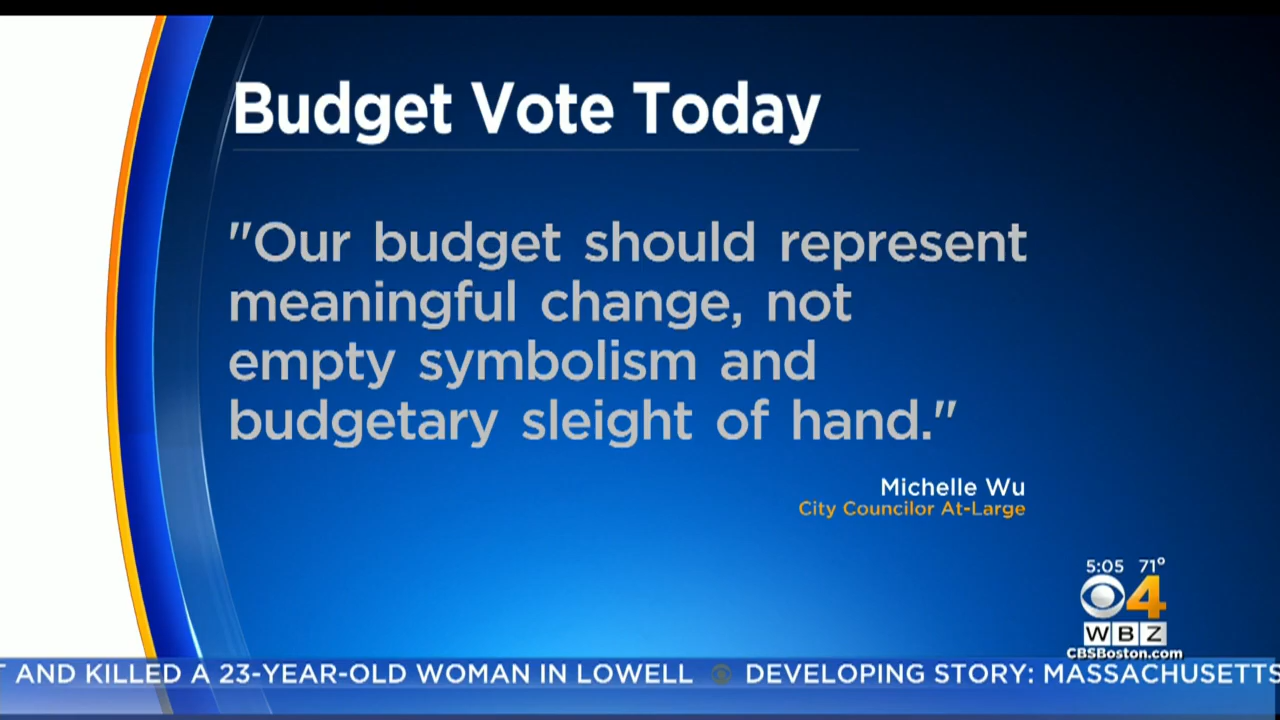 Budget Vote Today
"Our budget should represent
meaningful change, not
empty symbolism and
budgetary sleight of hand."
Michelle Wu
City Councilor At-Large
5:05 71°
4
WBZ
CBSBoston.com
T AND KILLED A 23-YEAR-OLD WOMAN IN LOWELL DEVELOPING STORY: MASSACHUSETTS